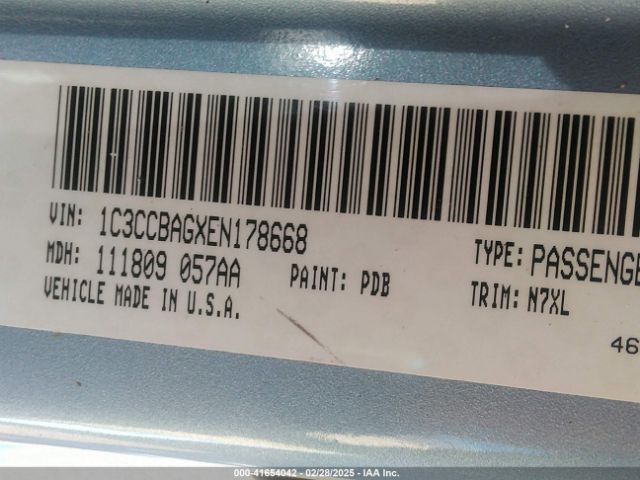 VIN: 1C3CCBAGXEN178668
MDH: 111809 057AA
PAINT: PDB
VEHICLE MADE IN U.S.A.
TYPE: PASSENGE
TRIM: N7XL
46
000-41654042 / 02/28/2025 - IAA Inc.